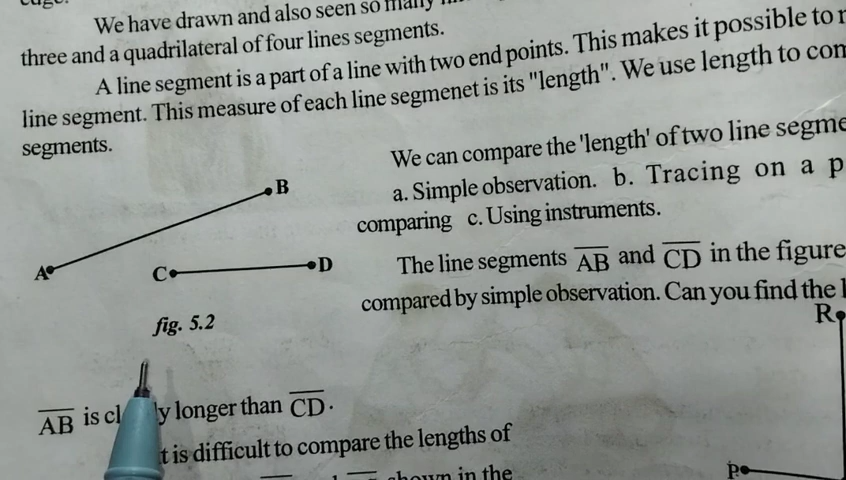 We have drawn and also seen so many
three and a quadrilateral of four lines segments.
A line segment is a part of a line with two end points. This makes it possible to
line segment. This measure of each line segmenet is its "length". We use length to
segments.
We can compare the 'length' of two line
a. Simple observation. b. Tracing on a
comparing c. Using instruments.
B
A
C
D
The line segments AB and CD in the figure
compared by simple observation. Can you find the
fig. 5.2
R
AB is longer than CD.
is difficult to compare the lengths of
shown in the
P